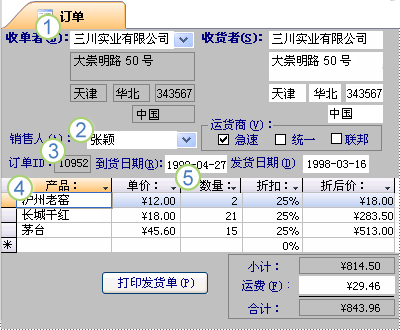 订单
1
收单者(B): 三川实业有限公司 收货者(S): 三川实业有限公司
大崇明路 50 号 大崇明路 50 号
天津 华北 343567 天津 华北 343567
中国 中国
2
销售人(A): 张颖
运货商(V):
急速 统一 联邦
3
订单ID: 10952 到货日期(R): 1998-04-27 发货日期(D) 1998-03-16
4 5
产品: 单价: 数量: 折扣: 折后价:
泸州老窖 ¥12.00 2 25% ¥18.00
长城干红 ¥18.00 21 25% ¥283.50
茅台 ¥45.60 15 25% ¥513.00
0%
小计: ¥814.50
打印发货单(P) 运费(F): ¥29.46
合计: ¥843.96